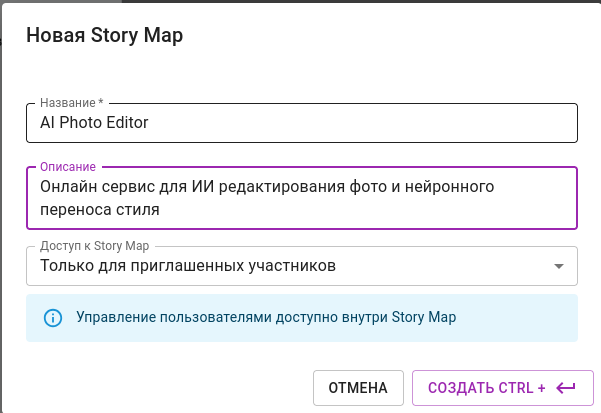 Новая Story Map
Название *
AI Photo Editor
Описание
Онлайн сервис для ИИ редактирования фото и нейронного
переноса стиля
Доступ к Story Map
Только для приглашенных участников
Управление пользователями доступно внутри Story Map
ОТМЕНА
СОЗДАТЬ CTRL +